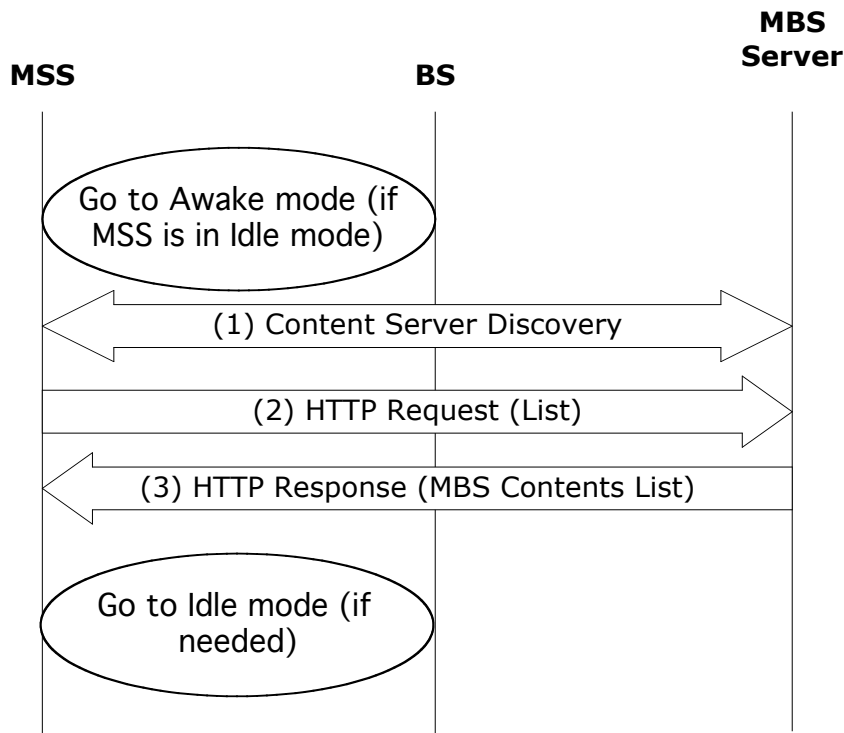 MBS
Server
MSS
BS
Go to Awake mode (if
MSS is in Idle mode)
(1) Content Server Discovery
(2) HTTP Request (List)
(3) HTTP Response (MBS Contents List)
Go to Idle mode (if
needed)